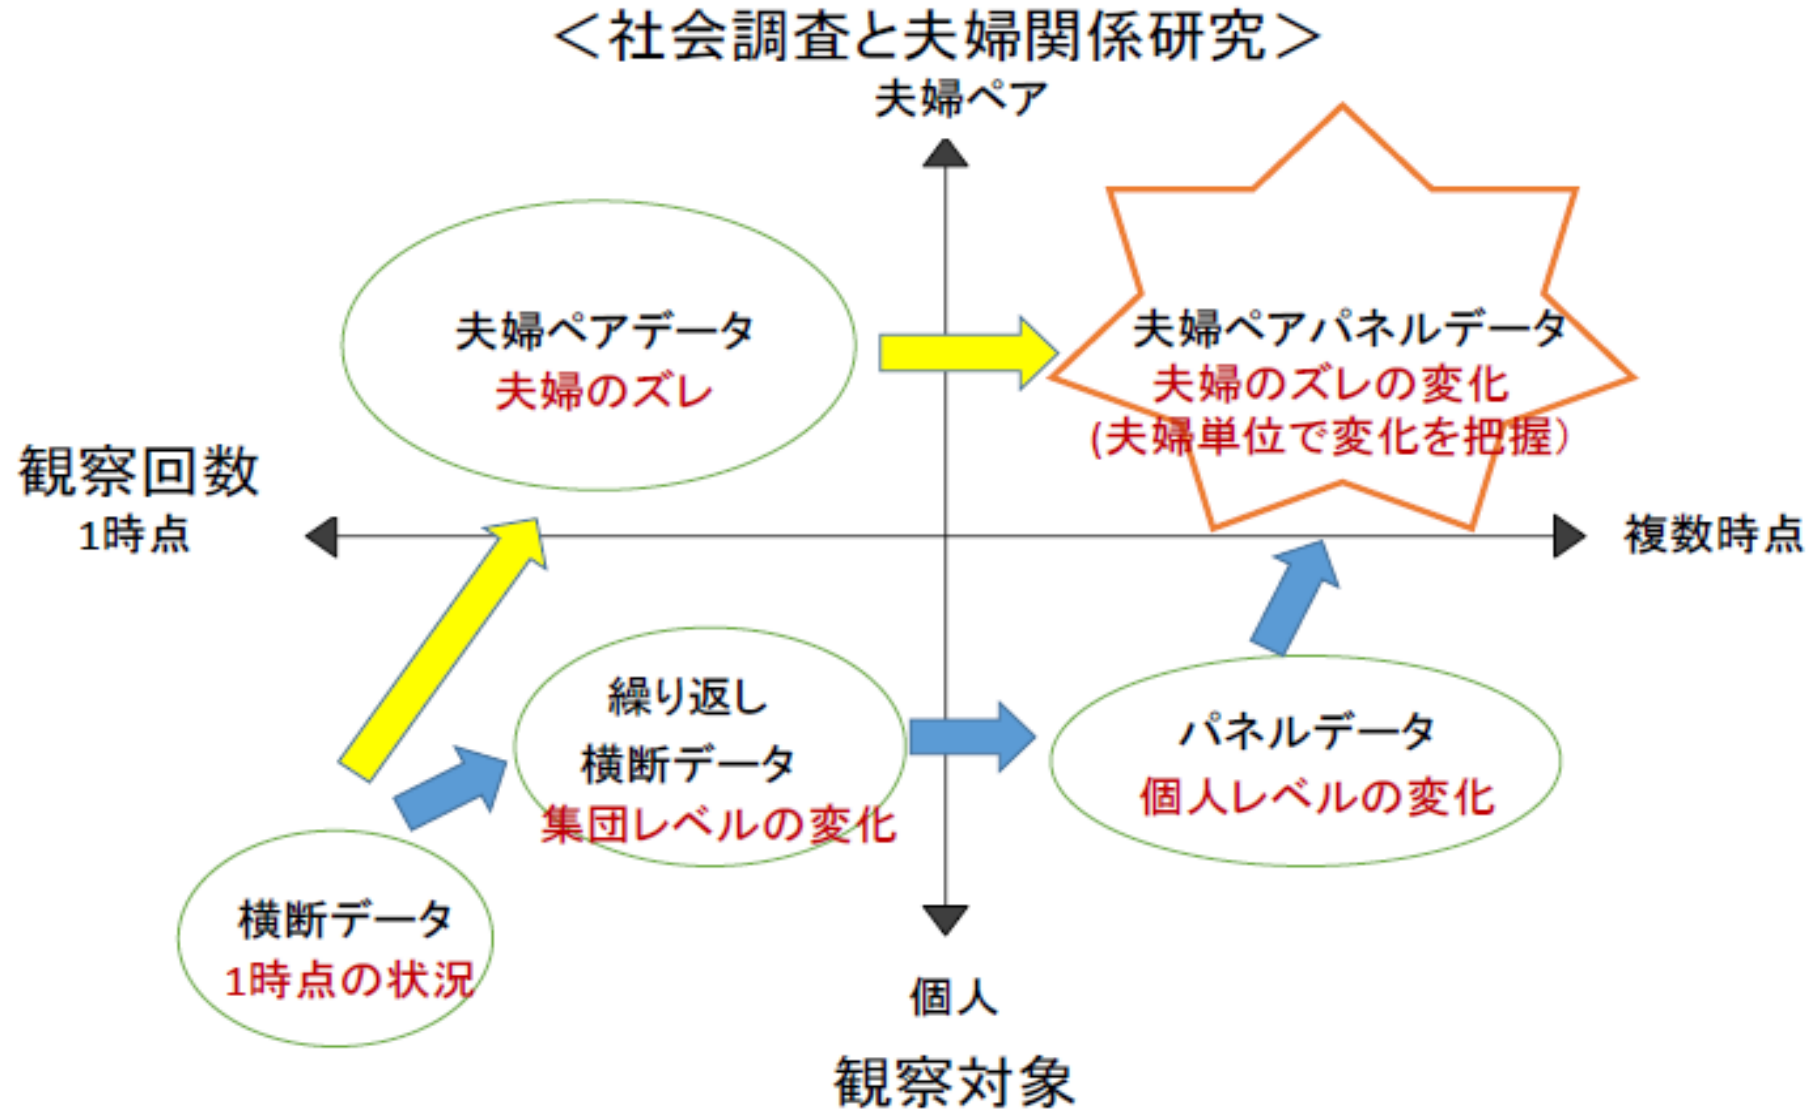 ＜社会調査と夫婦関係研究＞
夫婦ペア
夫婦ペアデータ
夫婦のズレ
夫婦ペアパネルデータ
夫婦のズレの変化
(夫婦単位で変化を把握）
観察回数
1時点
複数時点
繰り返し
横断データ
集団レベルの変化
パネルデータ
個人レベルの変化
横断データ
1時点の状況
個人
観察対象